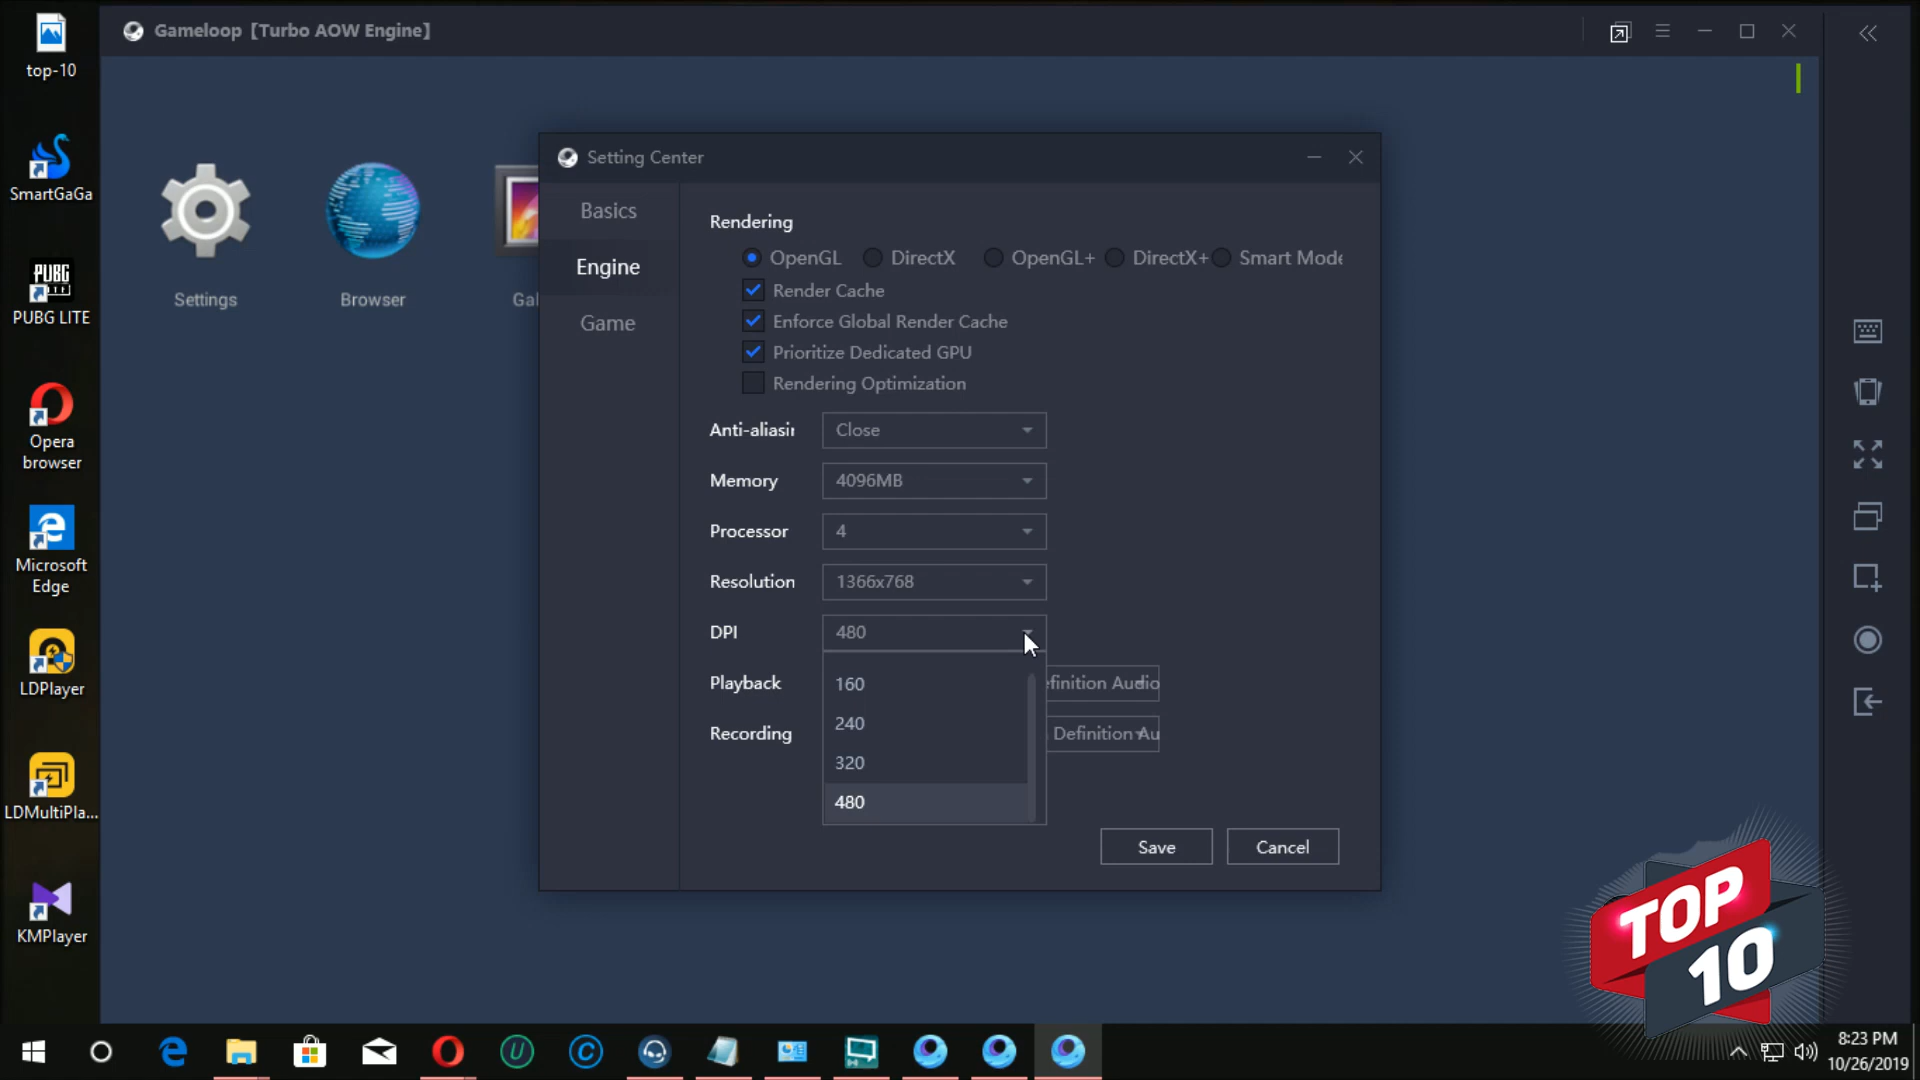 Gameloop [Turbo AOW Engine]
top-10
SmartGaGa
PUBG
LITE
PUBG LITE
Opera
browser
Microsoft
Edge
LDPlayer
LDMultiPla...
KMPlayer
Settings
Browser
Gal
Setting Center
Basics
Engine
Game
Rendering
OpenGL DirectX OpenGL+ DirectX+ Smart Mode
Render Cache
Enforce Global Render Cache
Prioritize Dedicated GPU
Rendering Optimization
Anti-aliasin Close
Memory 4096MB
Processor 4
Resolution 1366x768
DPI 480
160
240
320
480
Playback efinition Audio
Recording Definition Au
Save Cancel
TOP
10
8:23 PM
10/26/2019